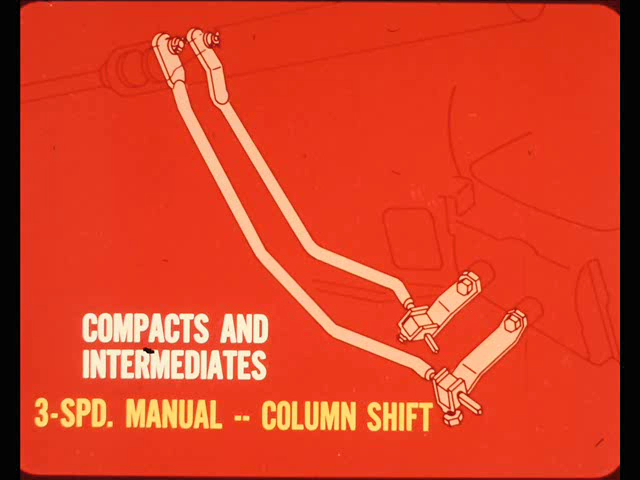 COMPACTS AND
INTERMEDIATES
3-SPD. MANUAL -- COLUMN SHIFT